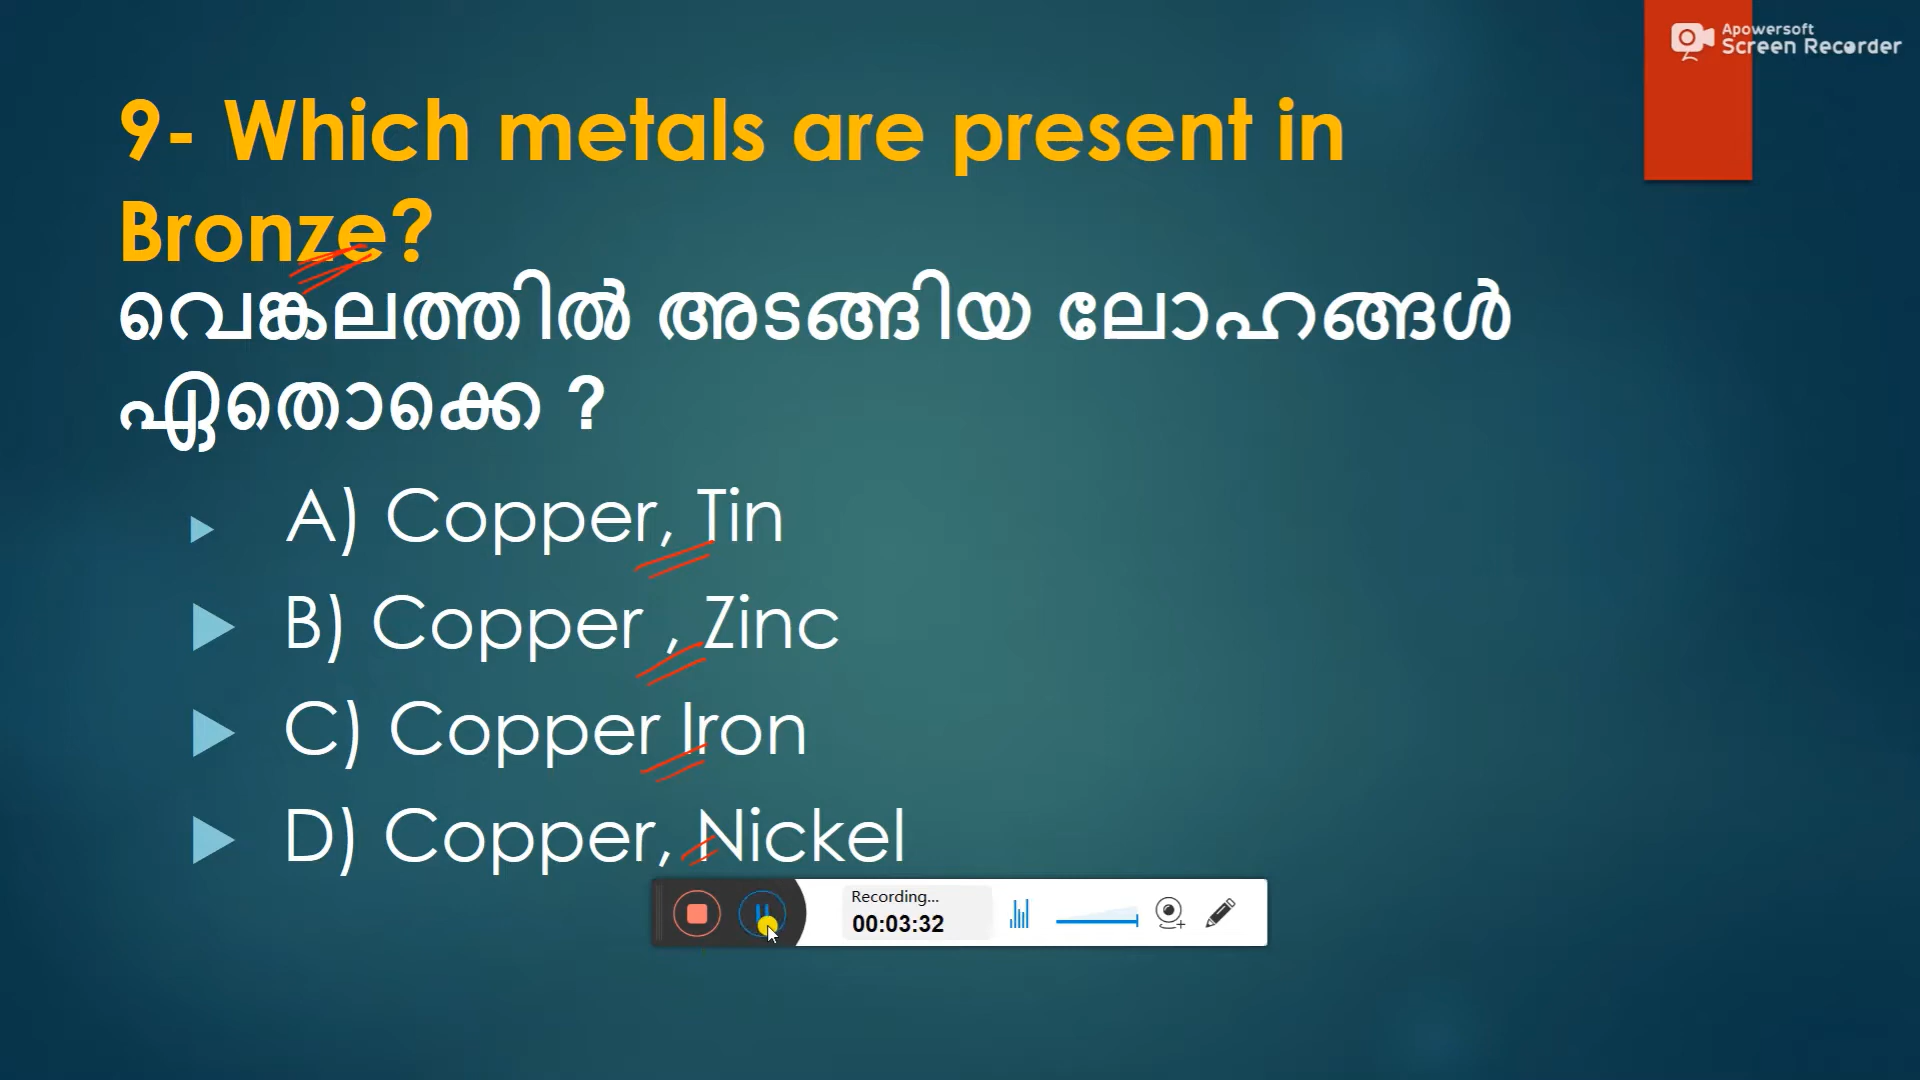 Apowersoft
Screen Recorder
9- Which metals are present in
Bronze?
വെങ്കലത്തിൽ അടങ്ങിയ ലോഹങ്ങൾ
ഏതൊക്കെ ?
A) Copper, Tin
B) Copper , Zinc
C) Copper Iron
D) Copper, Nickel
Recording...
00:03:32